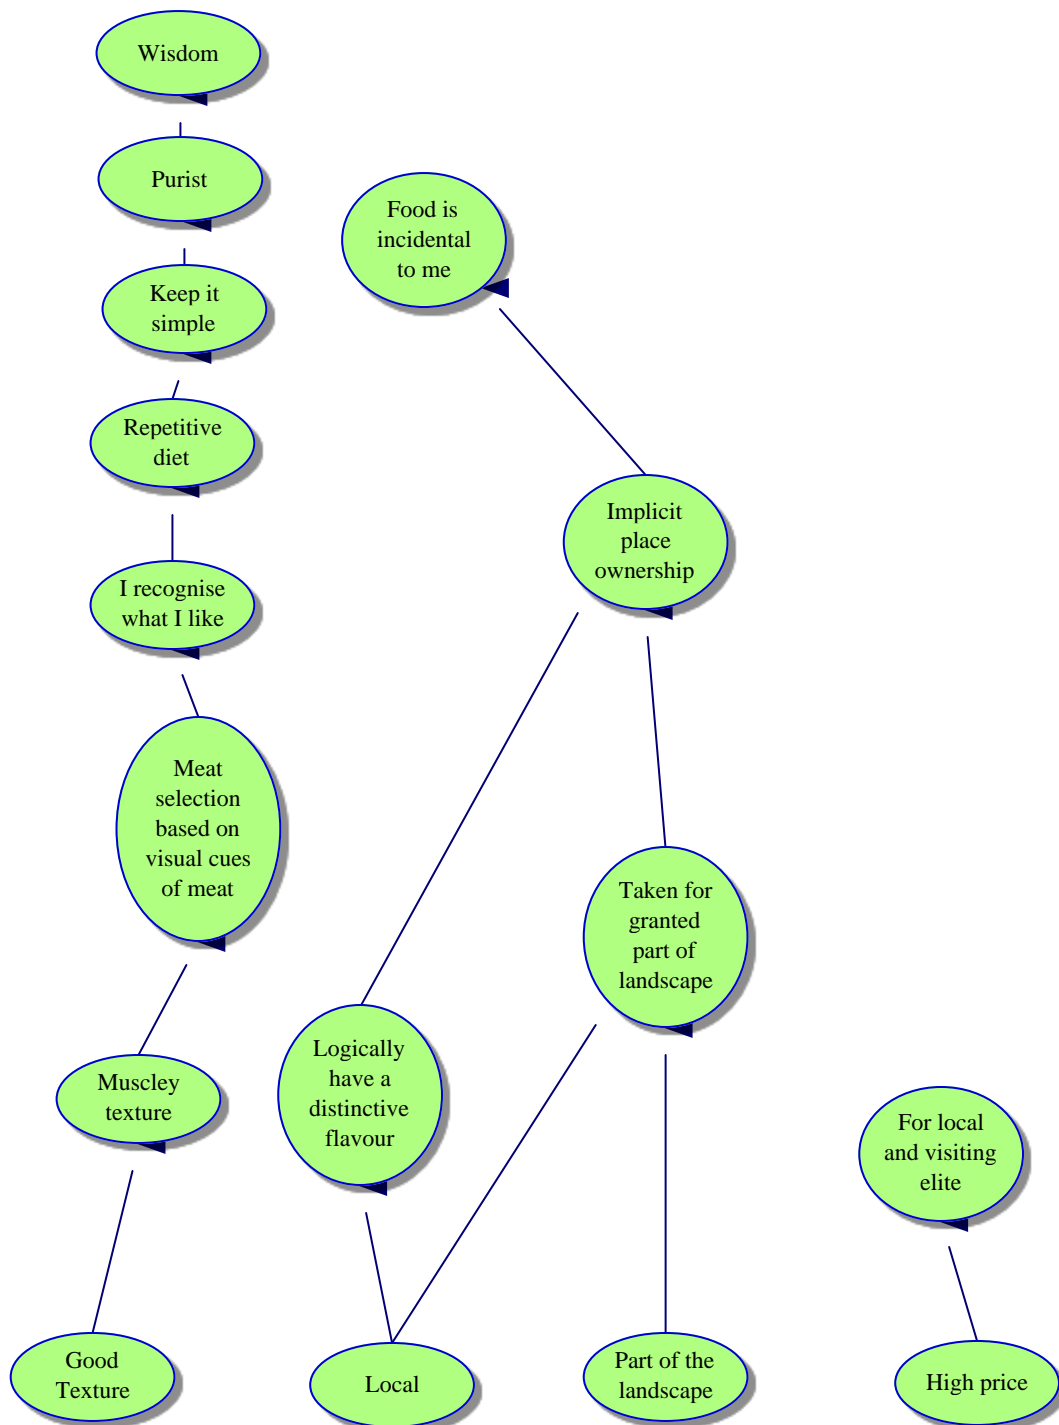 Wisdom
Purist
Keep it
simple
Repetitive
diet
I recognise
what I like
Meat
selection
based on
visual cues
of meat
Muscley
texture
Good
Texture
Food is
incidental
to me
Implicit
place
ownership
Taken for
granted
part of
landscape
Logically
have a
distinctive
flavour
Local
Part of the
landscape
For local
and visiting
elite
High price